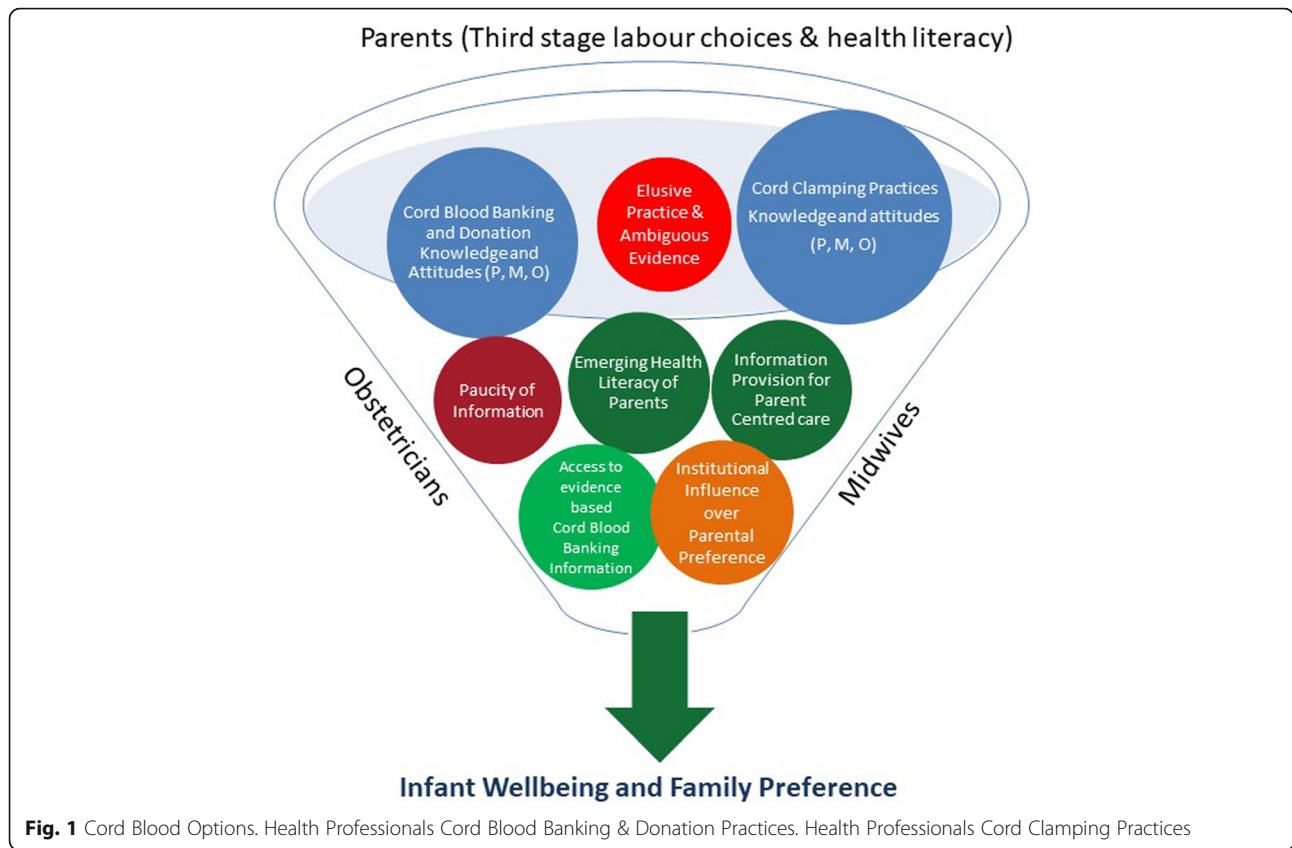 Parents (Third stage labour choices & health literacy)
Cord Blood Banking
and Donation
Knowledge and
Attitudes (P, M, O)
Elusive
Practice &
Ambiguous
Evidence
Cord Clamping Practices
Knowledge and attitudes
(P, M, O)
Obstetricians
Paucity of
Information
Emerging Health
Literacy of
Parents
Information
Provision for
Parent
Centred care
Midwives
Access to
evidence
based
Cord Blood
Banking
Information
Institutional
Influence
over
Parental
Preference
Infant Wellbeing and Family Preference
Fig. 1 Cord Blood Options. Health Professionals Cord Blood Banking & Donation Practices. Health Professionals Cord Clamping Practices